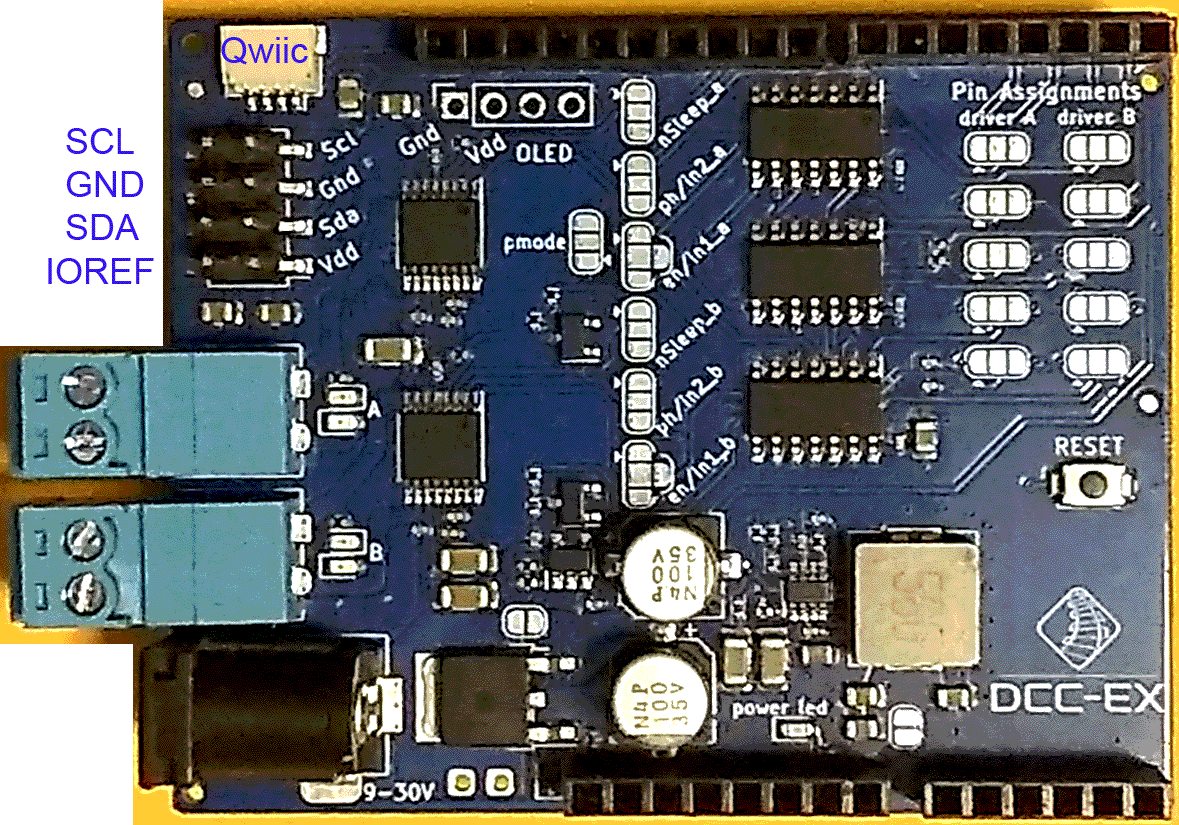 Qwiic
SCL
GND
SDA
IOREF
Scl
Gnd
Sda
Vdd
Gnd
Vdd
OLED
nSleep_a
ph/In2_a
pmode
en/In1_a
nSleep_b
ph/In2_b
en/In1_b
Pin Assignments
driver A
driver B
A
B
RESET
N4P
100
35V
+
N4P
100
35V
power led
DCC-EX
9-30V